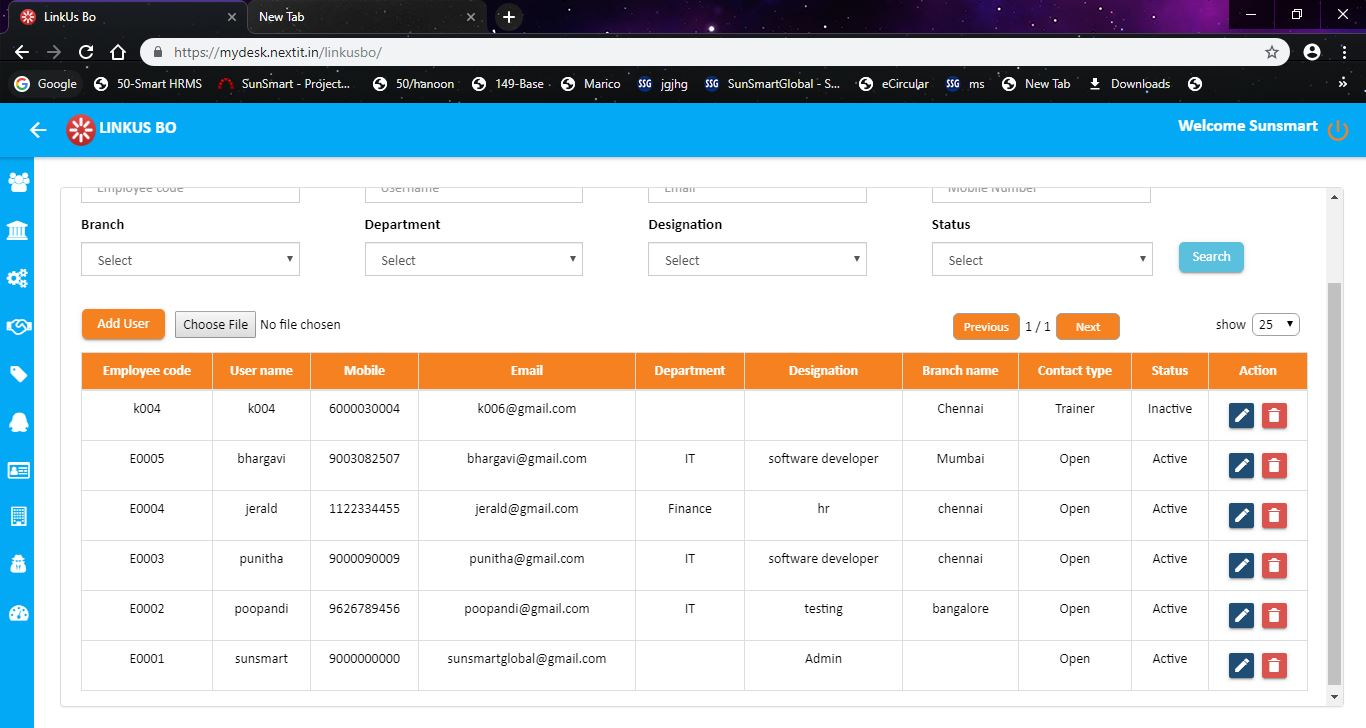 LinkUs Bo
New Tab
https://mydesk.nextit.in/linkusbo/
Google 50-Smart HRMS SunSmart - Project... 50/hanoon 149-Base Marico SSG jgjhg SSG SunSmartGlobal - S... eCircular SSG ms New Tab Downloads »
LINKUS BO
Welcome Sunsmart
Employee code Username Email Mobile Number
Branch Department Designation Status
Select Select Select Select Search
Add User Choose File No file chosen Previous 1 / 1 Next show 25
Employee code User name Mobile Email Department Designation Branch name Contact type Status Action
k004 k004 6000030004 k006@gmail.com Chennai Trainer Inactive
E0005 bhargavi 9003082507 bhargavi@gmail.com IT software developer Mumbai Open Active
E0004 jerald 1122334455 jerald@gmail.com Finance hr chennai Open Active
E0003 punitha 9000090009 punitha@gmail.com IT software developer chennai Open Active
E0002 poopandi 9626789456 poopandi@gmail.com IT testing bangalore Open Active
E0001 sunsmart 9000000000 sunsmartglobal@gmail.com Admin Open Active